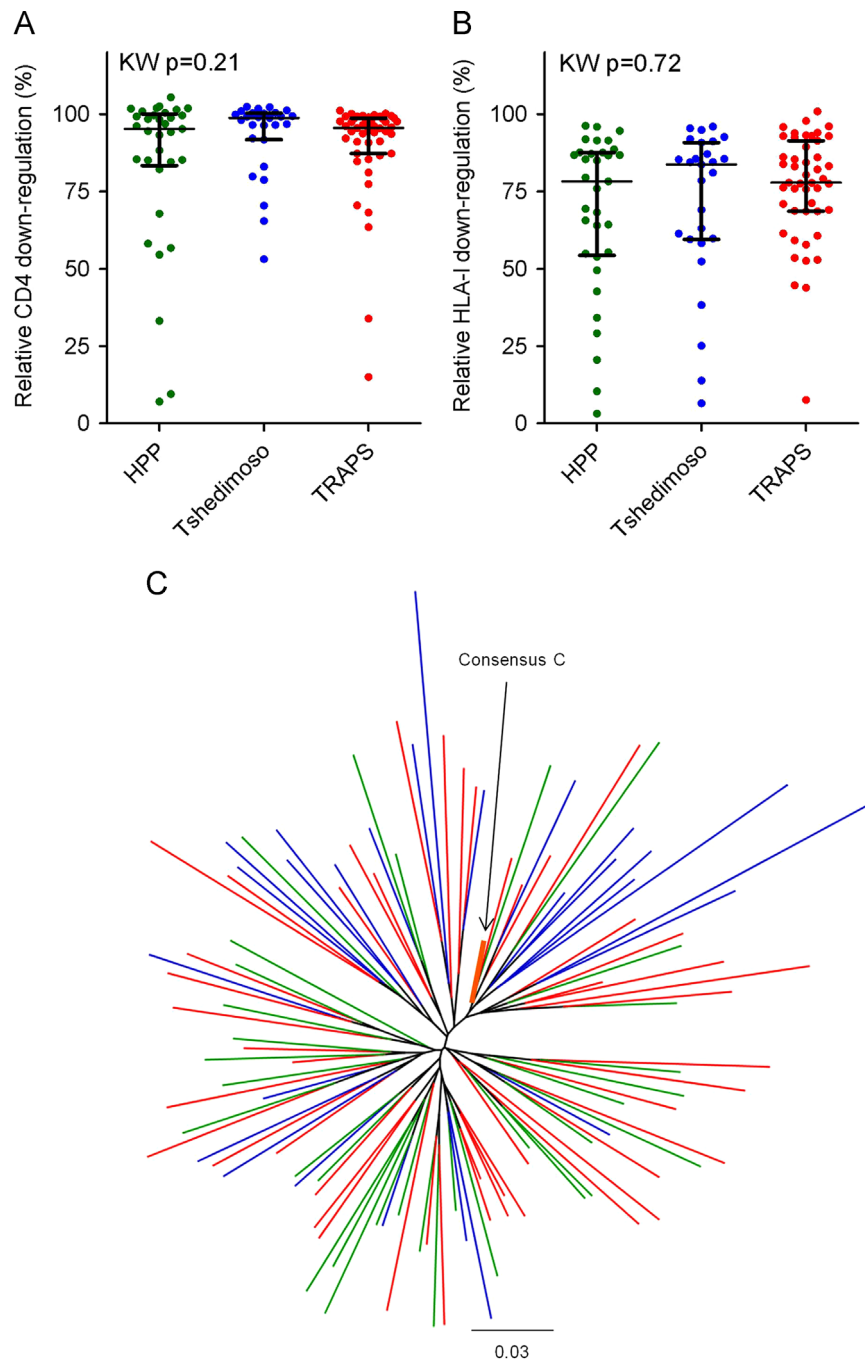 A
KW p=0.21
Relative CD4 down-regulation (%)
100
75
50
25
0
HPP
Tshedimoso
TRAPS
B
KW p=0.72
Relative HLA-I down-regulation (%)
100
75
50
25
0
HPP
Tshedimoso
TRAPS
C
Consensus C
0.03